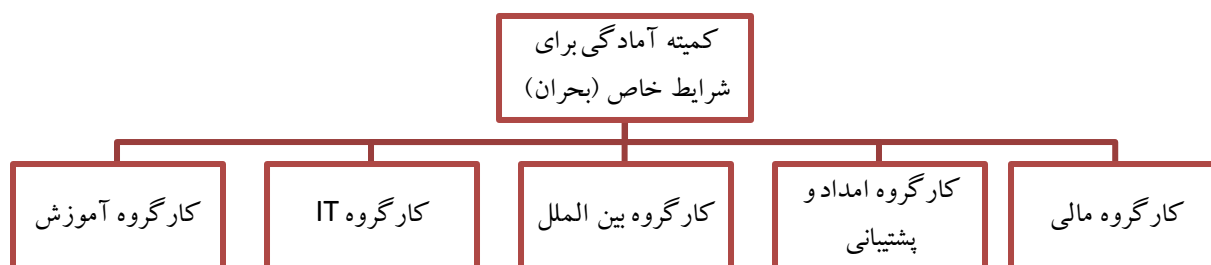 کمیته آمادگی برای
شرایط خاص (بحران)
کارگروه مالی
کارگروه امداد و
پشتیبانی
کارگروه بین الملل
کارگروه IT
کارگروه آموزش